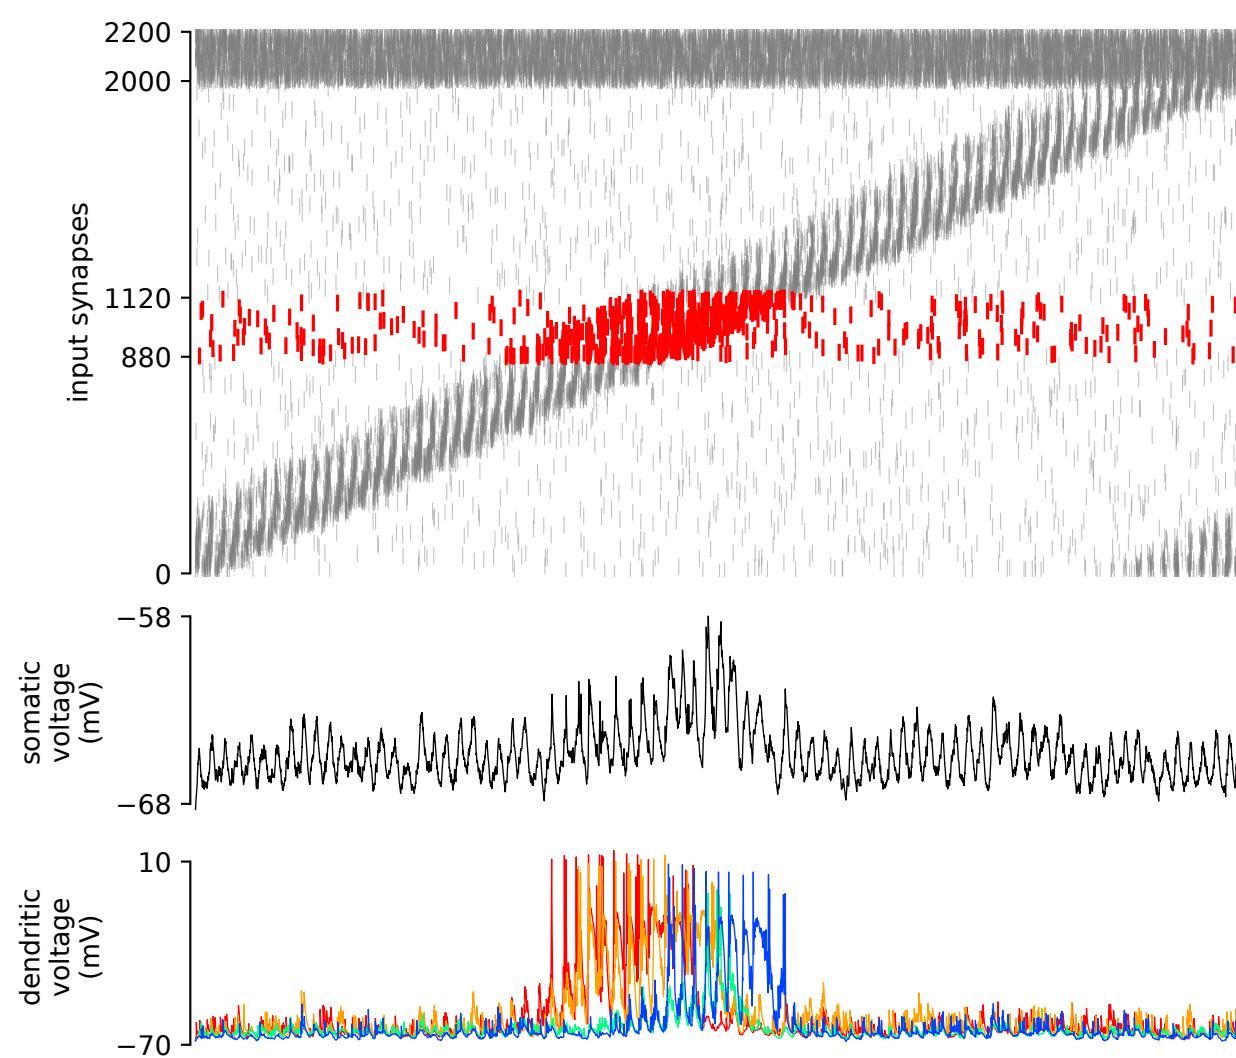 2200
2000
1120
880
0
input synapses
−58
−68
somatic
voltage
(mV)
10
−70
dendritic
voltage
(mV)